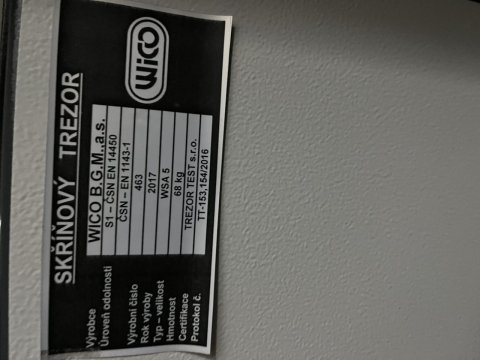 SKŘÍŇOVÝ TREZOR
WICO
Výrobce WICO B.G.M.,a.s.
Úroveň odolnosti S1 – ČSN EN 14450
ČSN – EN 1143-1
Výrobní číslo 463
Rok výroby 2017
Typ – velikost WSA 5
Hmotnost 68 kg
Certifikace TREZOR TEST s.r.o.
Protokol č. TT-153,154/2016